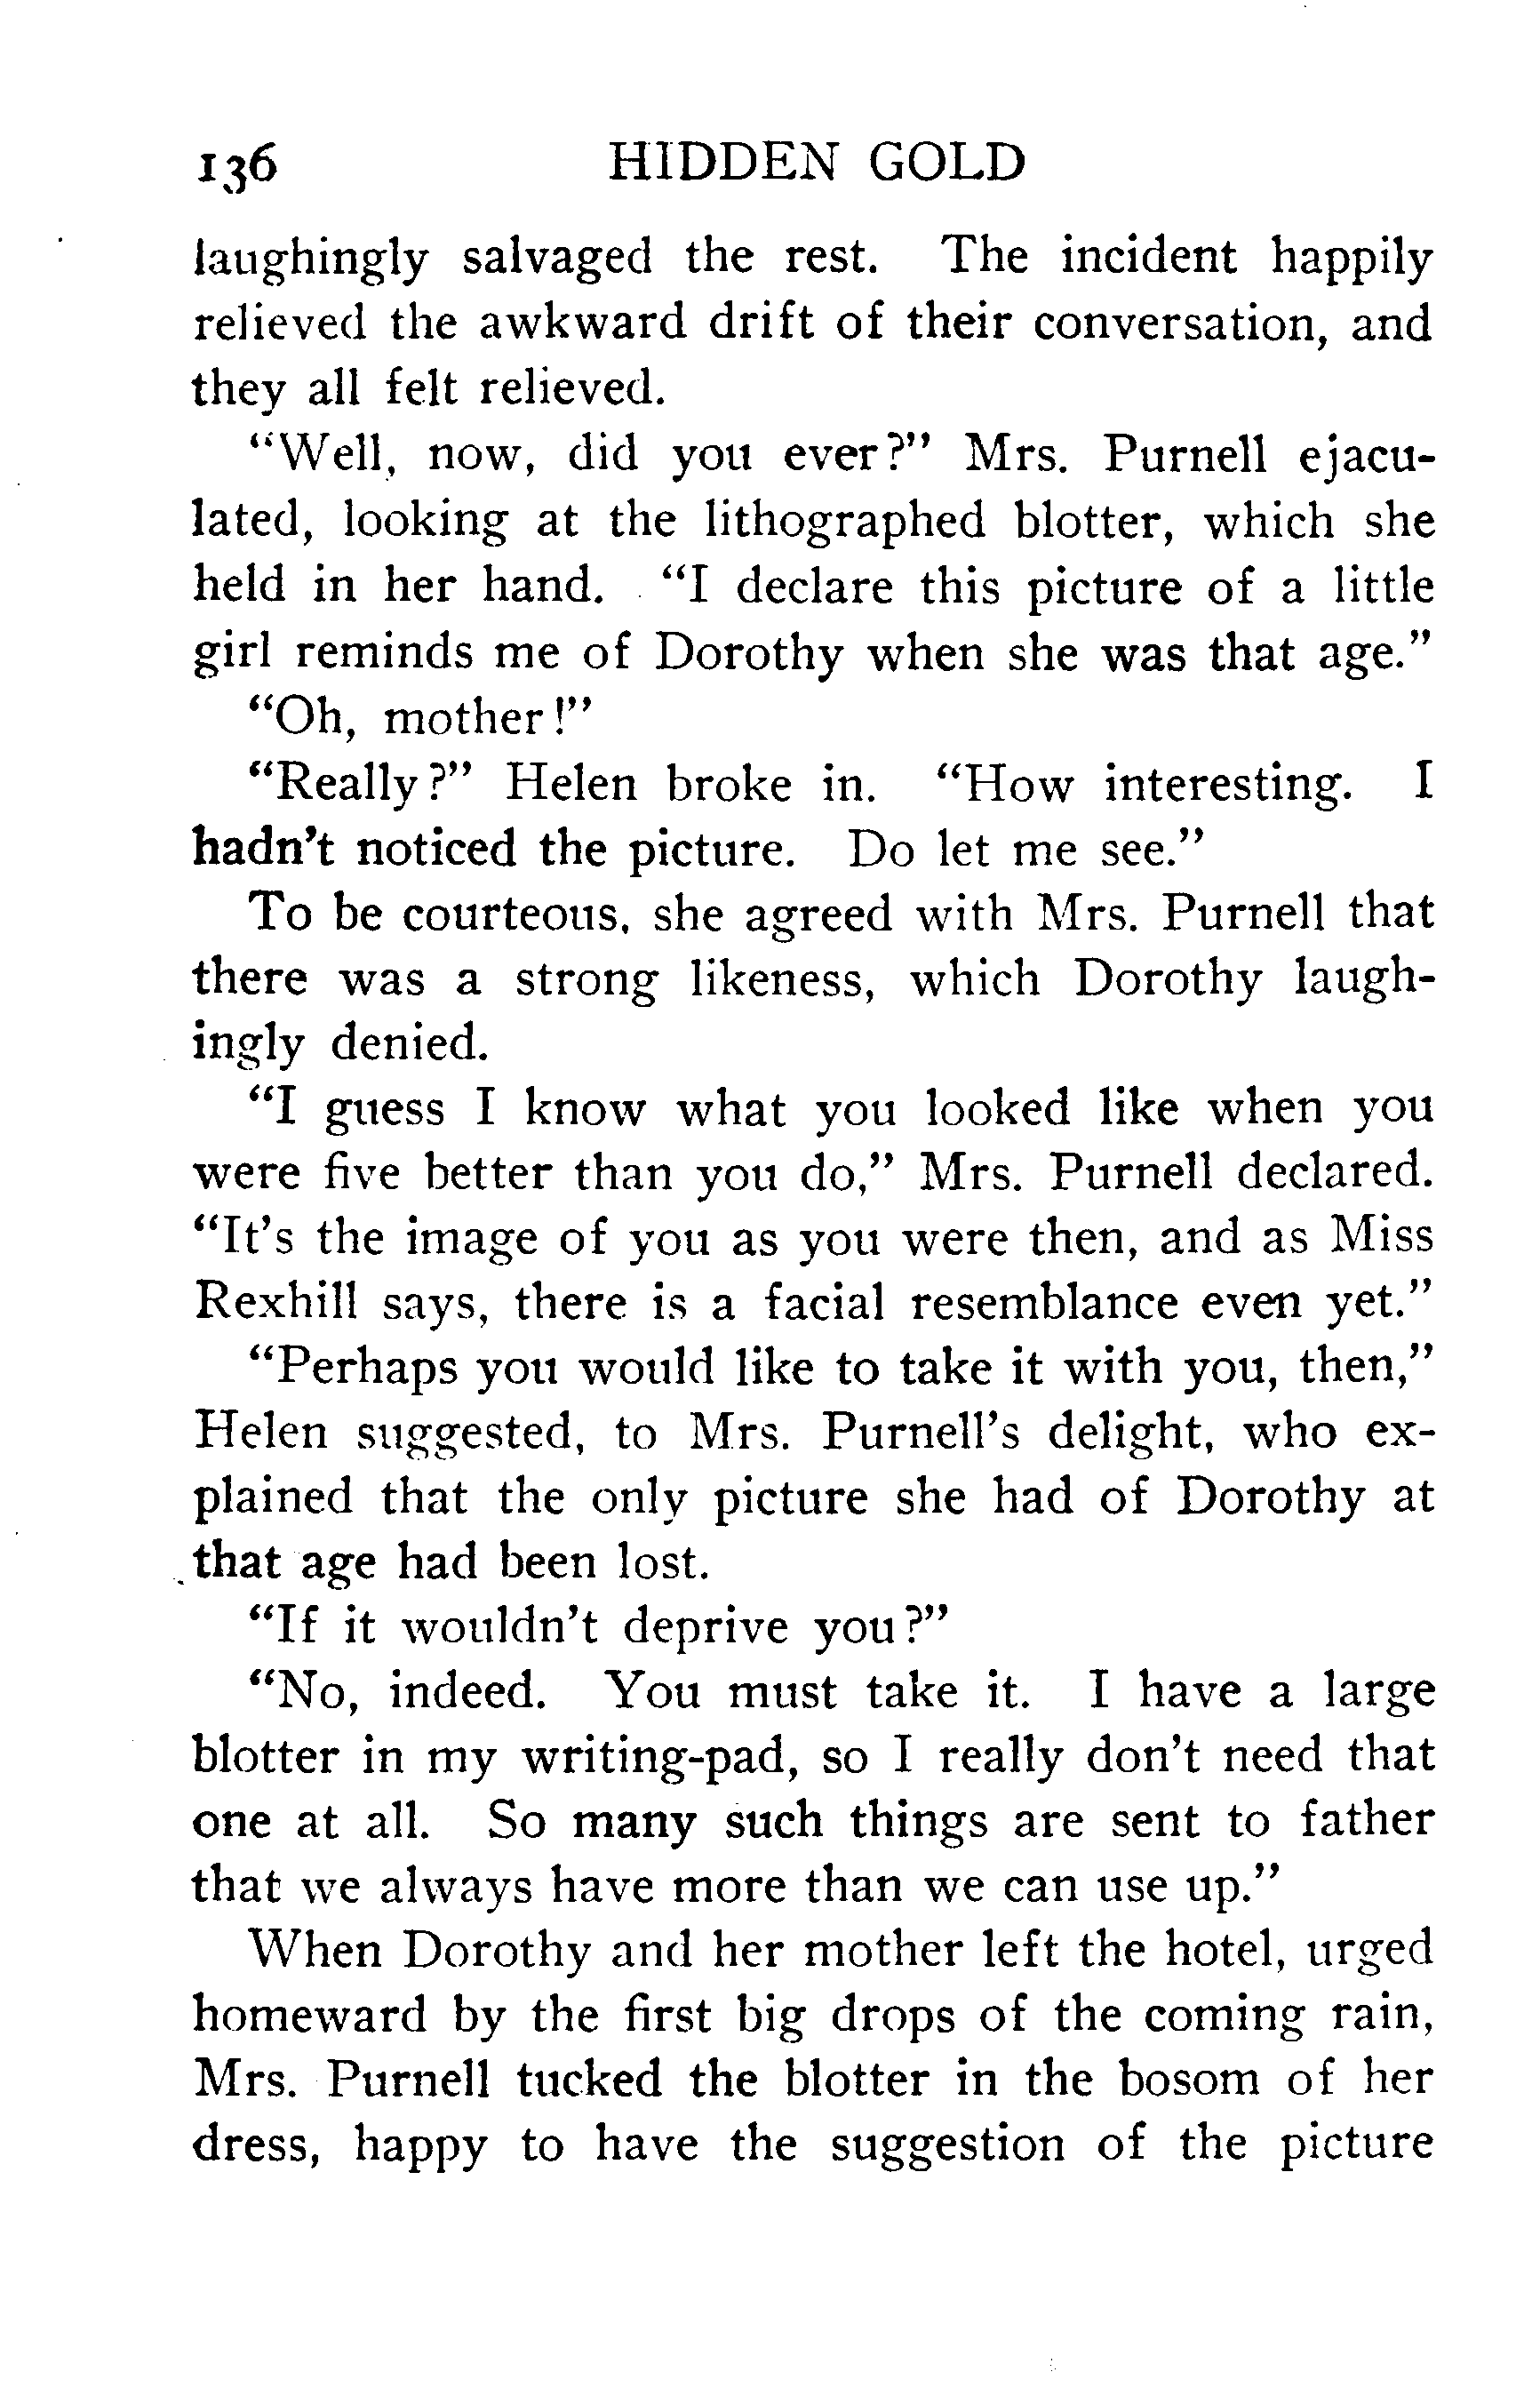 136 HIDDEN GOLD
laughingly salvaged the rest. The incident happily
relieved the awkward drift of their conversation, and
they all felt relieved.
“Well, now, did you ever?” Mrs. Purnell ejacu-
lated, looking at the lithographed blotter, which she
held in her hand. “I declare this picture of a little
girl reminds me of Dorothy when she was that age.”
“Oh, mother!”
“Really?” Helen broke in. “How interesting. I
hadn’t noticed the picture. Do let me see.”
To be courteous, she agreed with Mrs. Purnell that
there was a strong likeness, which Dorothy laugh-
ingly denied.
“I guess I know what you looked like when you
were five better than you do,” Mrs. Purnell declared.
“It’s the image of you as you were then, and as Miss
Rexhill says, there is a facial resemblance even yet.”
“Perhaps you would like to take it with you, then,”
Helen suggested, to Mrs. Purnell’s delight, who ex-
plained that the only picture she had of Dorothy at
that age had been lost.
“If it wouldn’t deprive you?”
“No, indeed. You must take it. I have a large
blotter in my writing-pad, so I really don’t need that
one at all. So many such things are sent to father
that we always have more than we can use up.”
When Dorothy and her mother left the hotel, urged
homeward by the first big drops of the coming rain,
Mrs. Purnell tucked the blotter in the bosom of her
dress, happy to have the suggestion of the picture